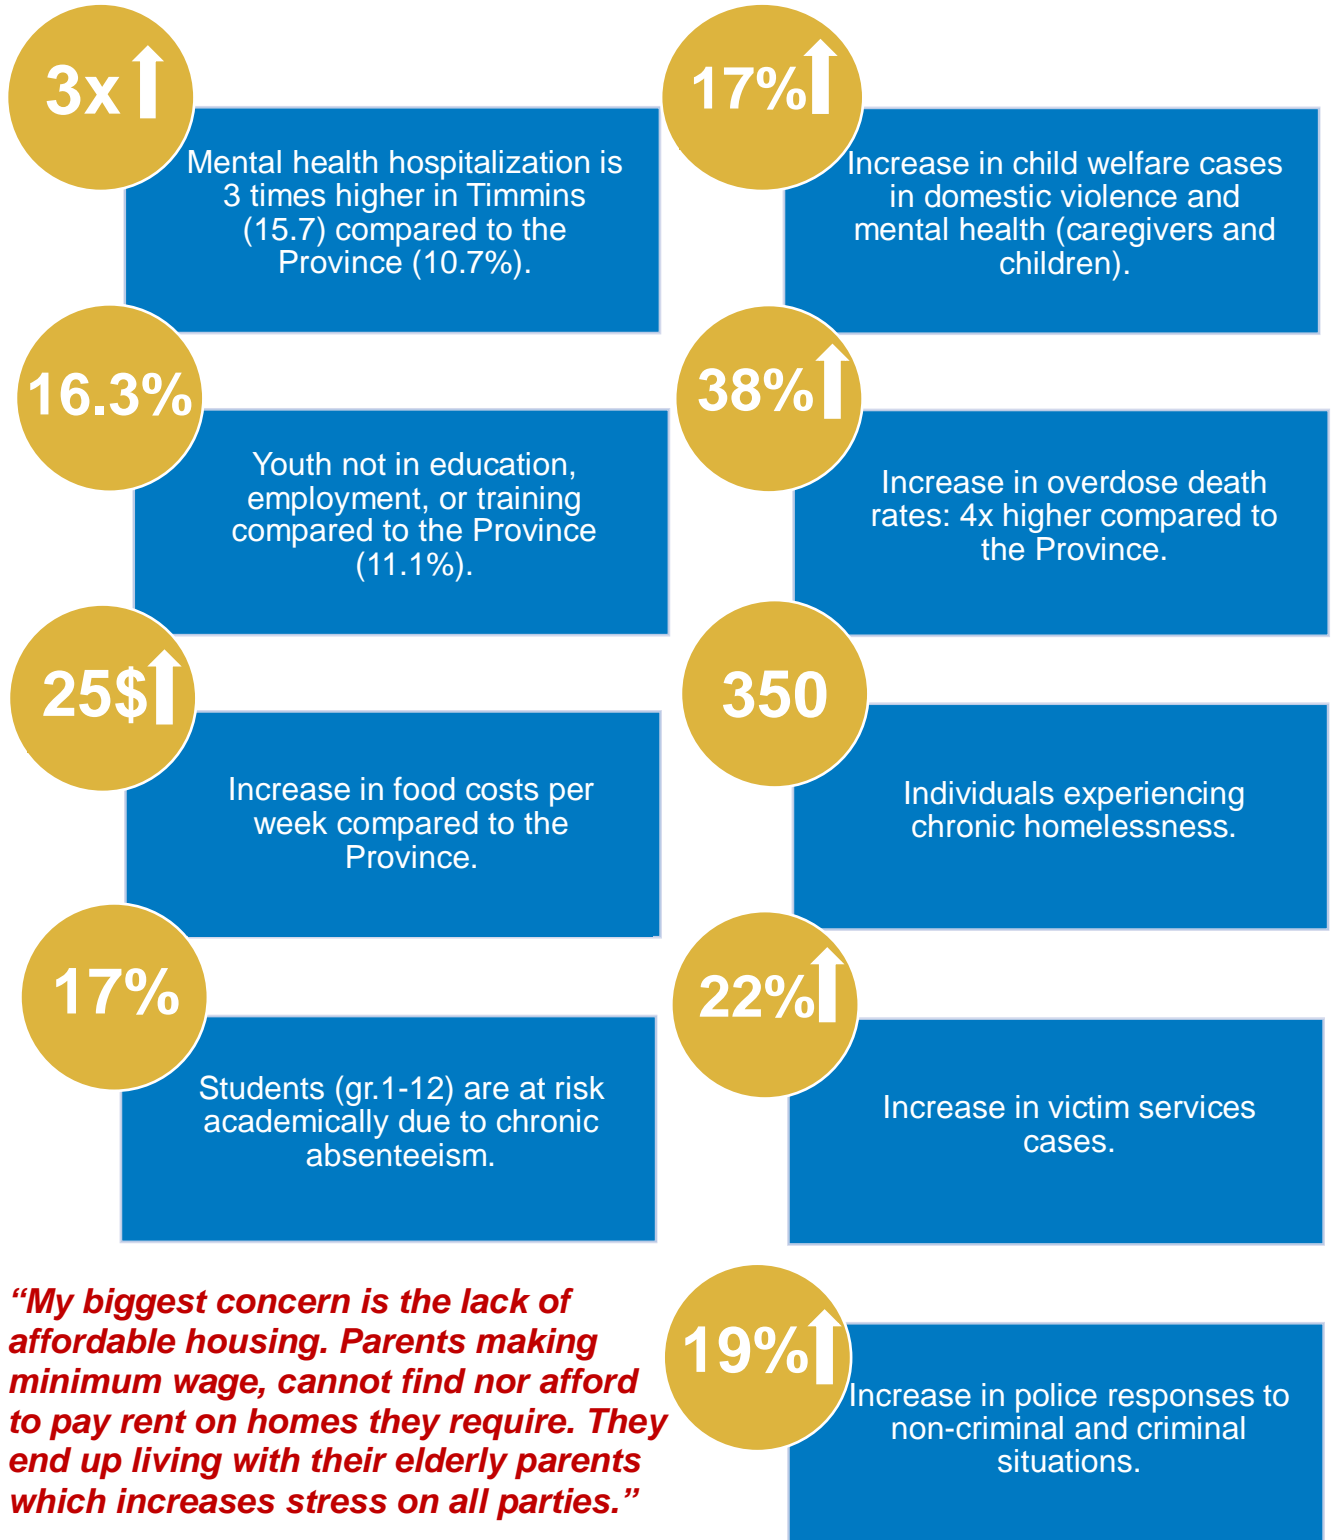 3x
Mental health hospitalization is
3 times higher in Timmins
(15.7) compared to the
Province (10.7%).
17%
Increase in child welfare cases
in domestic violence and
mental health (caregivers and
children).
16.3%
Youth not in education,
employment, or training
compared to the Province
(11.1%).
38%
Increase in overdose death
rates: 4x higher compared to
the Province.
25$
Increase in food costs per
week compared to the
Province.
350
Individuals experiencing
chronic homelessness.
17%
Students (gr.1-12) are at risk
academically due to chronic
absenteeism.
22%
Increase in victim services
cases.
“My biggest concern is the lack of
affordable housing. Parents making
minimum wage, cannot find nor afford
to pay rent on homes they require. They
end up living with their elderly parents
which increases stress on all parties.”
19%
Increase in police responses to
non-criminal and criminal
situations.